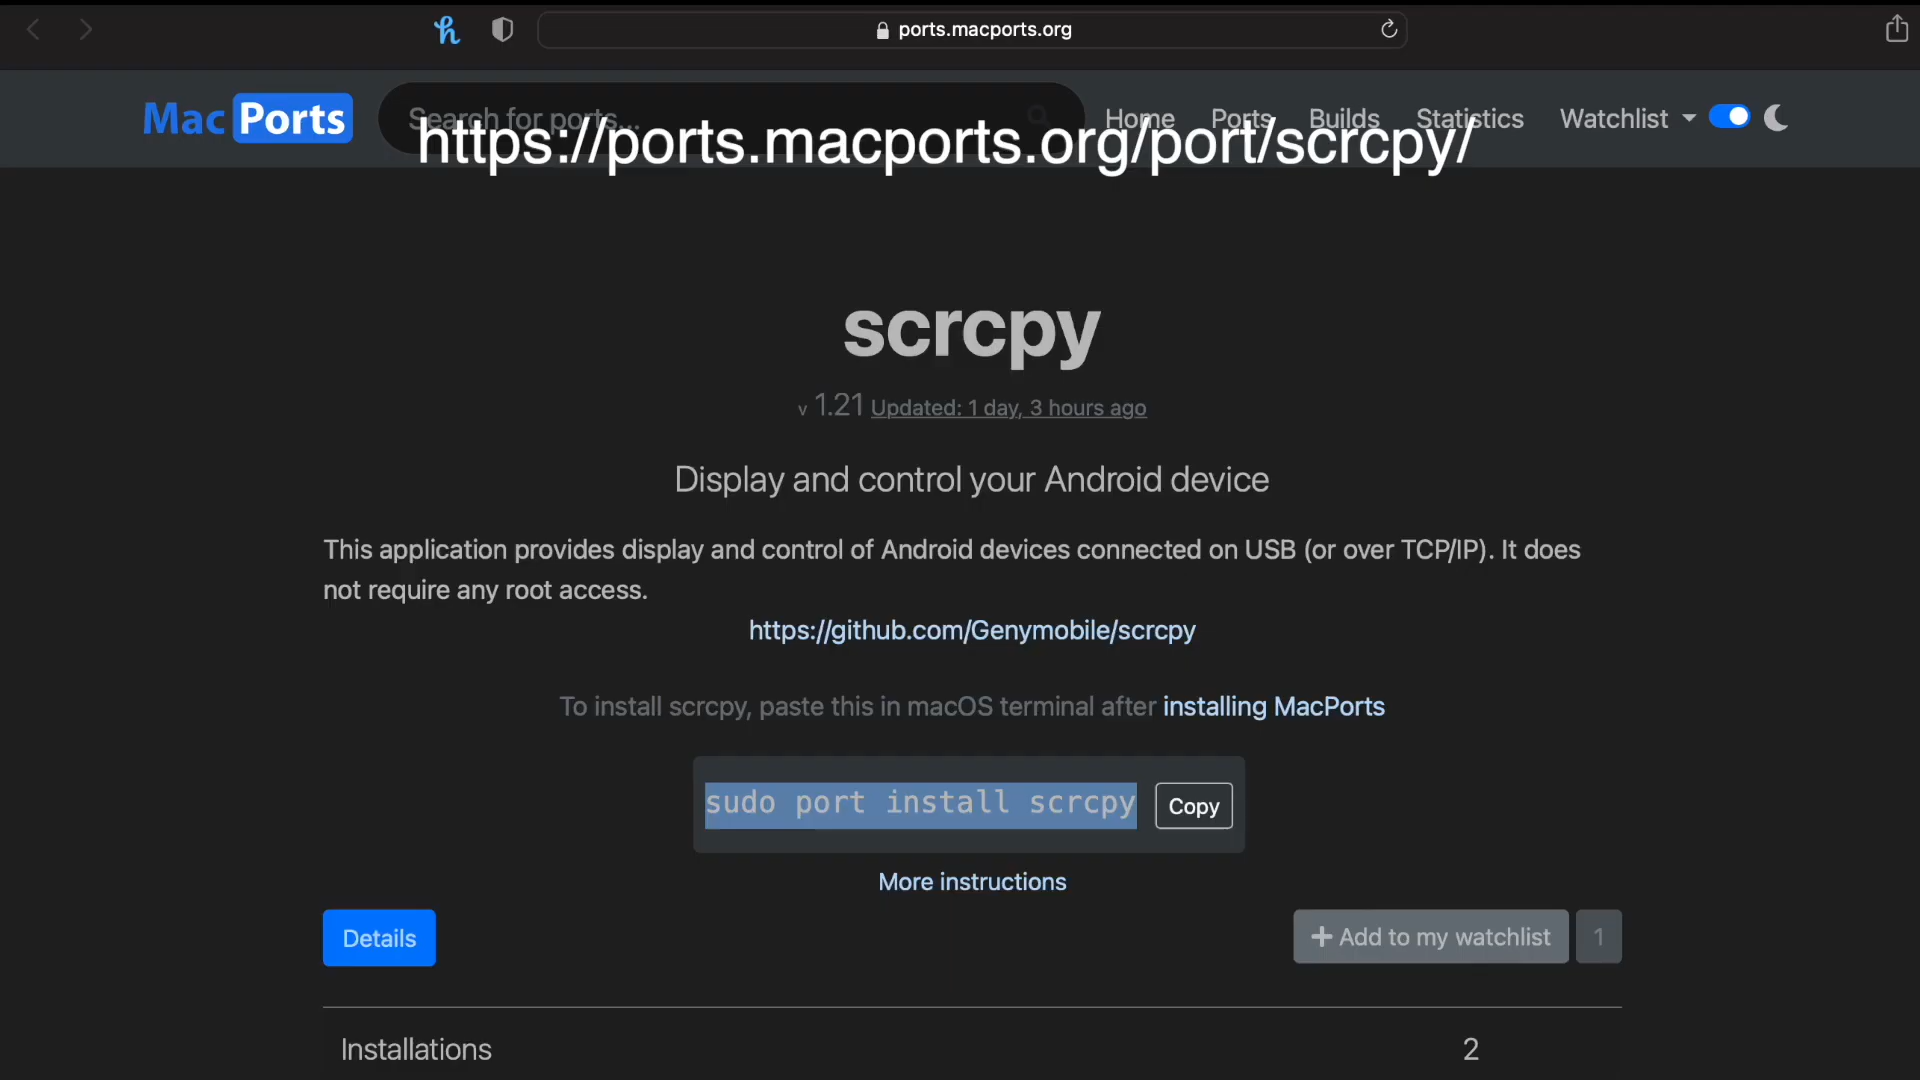 ports.macports.org
Mac Ports
Search for ports...
Home Ports Builds Statistics Watchlist
https://ports.macports.org/port/scrcpy/
scrcpy
v 1.21 Updated: 1 day, 3 hours ago
Display and control your Android device
This application provides display and control of Android devices connected on USB (or over TCP/IP). It does
not require any root access.
https://github.com/Genymobile/scrcpy
To install scrcpy, paste this in macOS terminal after installing MacPorts
sudo port install scrcpy
Copy
More instructions
Details
+ Add to my watchlist 1
Installations 2